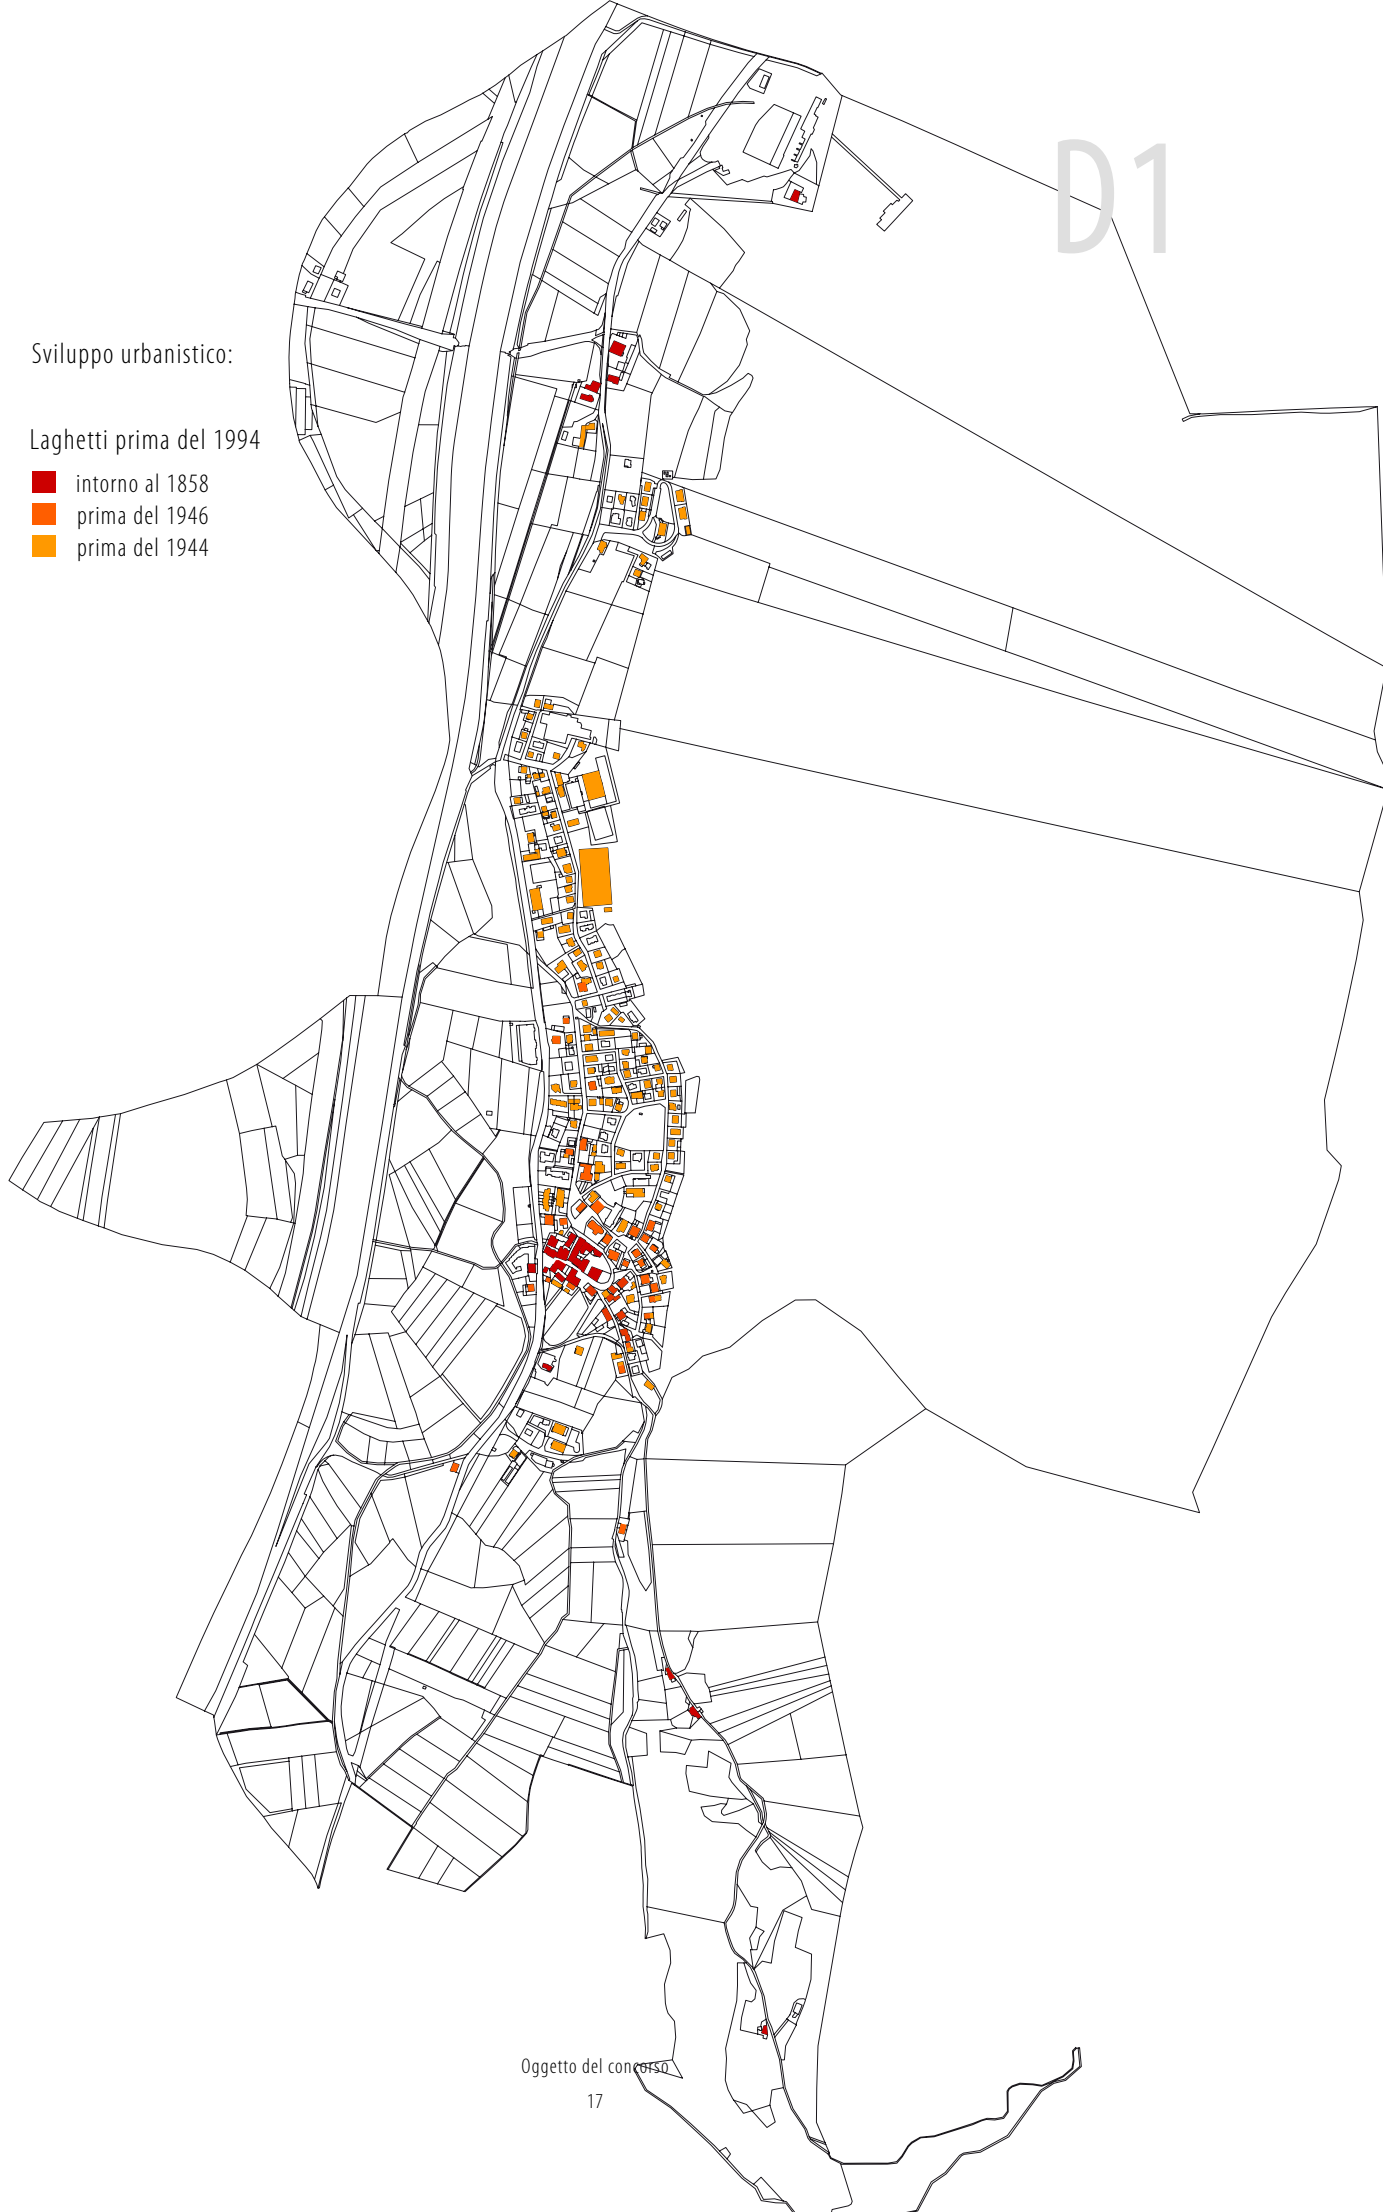 D1
Sviluppo urbanistico:
Laghetti prima del 1994
intorno al 1858
prima del 1946
prima del 1944
Oggetto del concorso
17